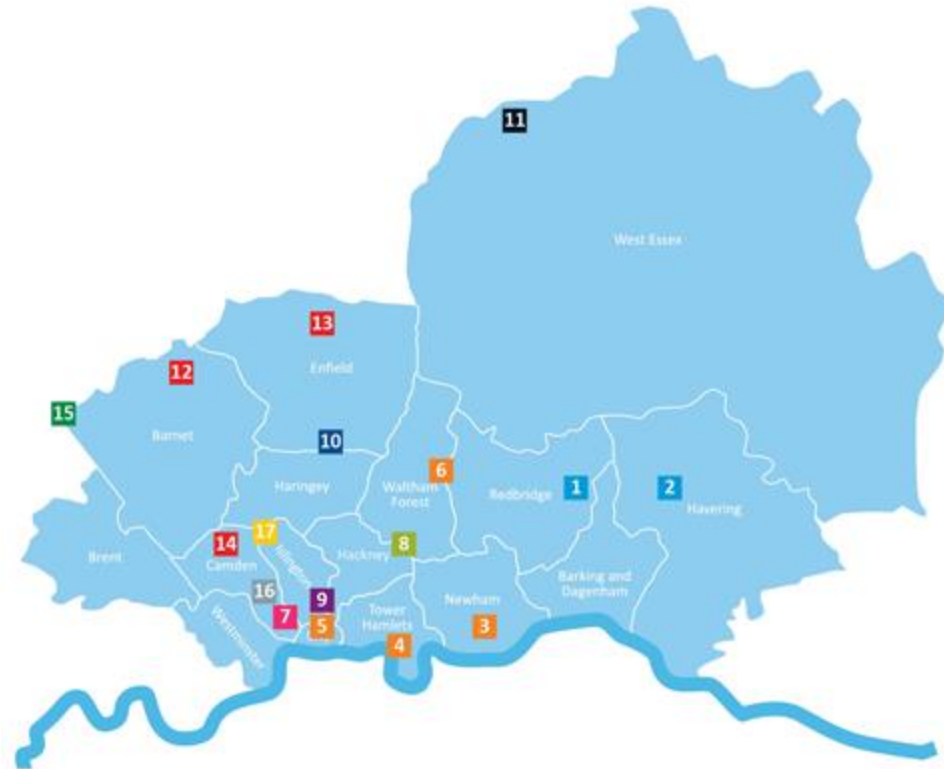 11
West Essex
13
Enfield
12
15
Barnet
10
6
Haringey
Waltham
Forest
Redbridge
1
2
Havering
17
14
Camden
Islington
Hackney
8
Brent
Barking and
Dagenham
16
9
7
5
Tower
Hamlets
Newham
3
4
Westminster